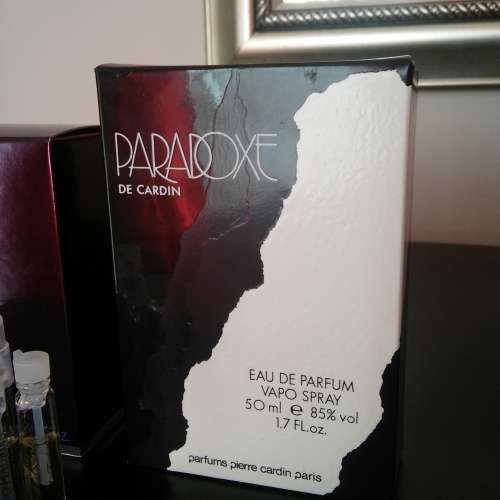 PARADOXE
DE CARDIN
EAU DE PARFUM
VAPO SPRAY
50 ml e 85% vol
1.7 FL.oz.
parfums pierre cardin paris